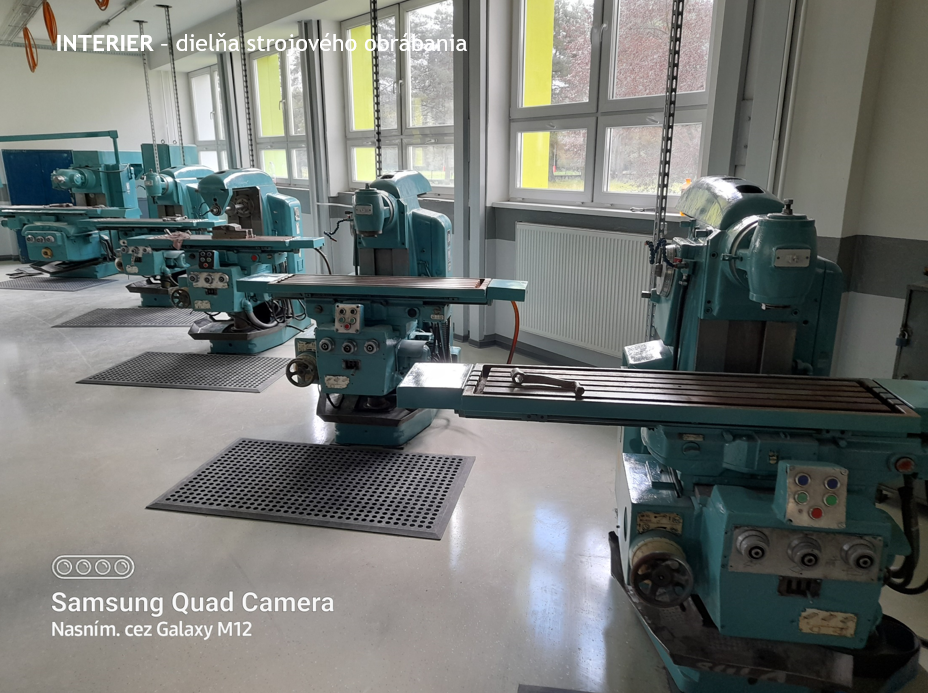 INTERIER - dielňa strojového obrábania
Samsung Quad Camera
Nasním. cez Galaxy M12